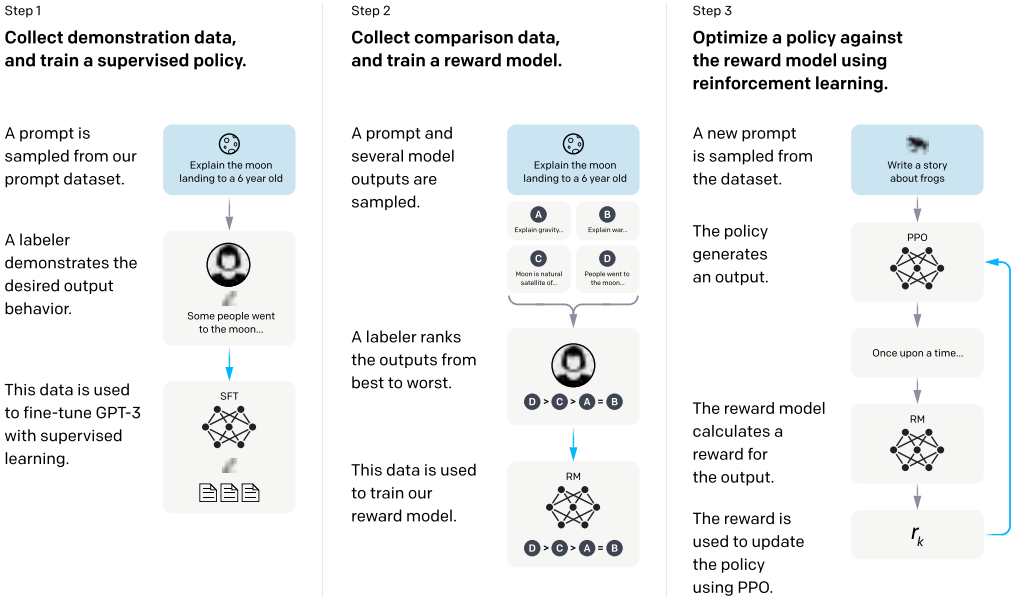 Step 1
Collect demonstration data,
and train a supervised policy.
A prompt is
sampled from our
prompt dataset.
Explain the moon
landing to a 6 year old
A labeler
demonstrates the
desired output
behavior.
Some people went
to the moon...
This data is used
to fine-tune GPT-3
with supervised
learning.
SFT
Step 2
Collect comparison data,
and train a reward model.
A prompt and
several model
outputs are
sampled.
Explain the moon
landing to a 6 year old
A
Explain gravity...
B
Explain war...
C
Moon is natural
satellite of...
D
People went to
the moon...
A labeler ranks
the outputs from
best to worst.
D > C > A = B
This data is used
to train our
reward model.
RM
D > C > A = B
Step 3
Optimize a policy against
the reward model using
reinforcement learning.
A new prompt
is sampled from
the dataset.
Write a story
about frogs
The policy
generates
an output.
PPO
Once upon a time...
The reward model
calculates a
reward for
the output.
RM
The reward is
used to update
the policy
using PPO.
rₖ